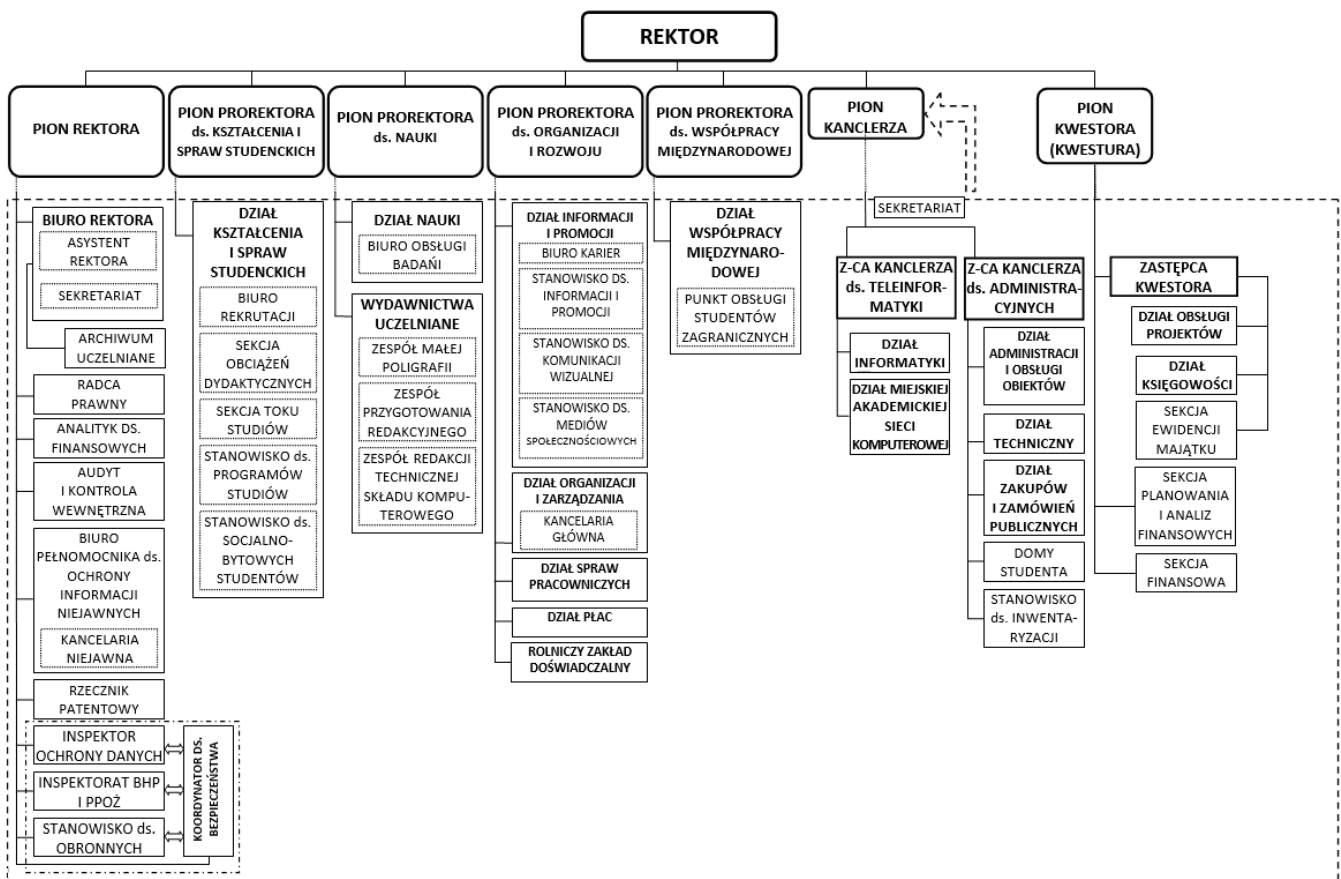 REKTOR
PION REKTORA
PION PROREKTORA
ds. KSZTAŁCENIA I
SPRAW STUDENCKICH
PION PROREKTORA
ds. NAUKI
PION PROREKTORA
ds. ORGANIZACJI
I ROZWOJU
PION PROREKTORA
ds. WSPÓŁPRACY
MIĘDZYNARODOWEJ
PION
KANCLERZA
PION
KWESTORA
(KWESTURA)
BIURO REKTORA
ASYSTENT
REKTORA
SEKRETARIAT
ARCHIWUM
UCZELNIANE
RADCA
PRAWNY
ANALITYK DS.
FINANSOWYCH
AUDYT
I KONTROLA
WEWNĘTRZNA
BIURO
PEŁNOMOCNIKA ds.
OCHRONY
INFORMACJI
NIEJAWNYCH
KANCELARIA
NIEJAWNA
RZECZNIK
PATENTOWY
INSPEKTOR
OCHRONY DANYCH
INSPEKTORAT BHP
I PPOŻ
STANOWISKO ds.
OBRONNYCH
KOORDYNATOR DS.
BEZPIECZEŃSTWA
DZIAŁ
KSZTAŁCENIA
I SPRAW
STUDENCKICH
BIURO
REKRUTACJI
SEKCJA
OBCIĄŻEŃ
DYDAKTYCZNYCH
SEKCJA TOKU
STUDIÓW
STANOWISKO ds.
PROGRAMÓW
STUDIÓW
STANOWISKO ds.
SOCJALNO-
BYTOWYCH
STUDENTÓW
DZIAŁ NAUKI
BIURO OBSŁUGI
BADAŃI
WYDAWNICTWA
UCZELNIANE
ZESPÓŁ MAŁEJ
POLIGRAFII
ZESPÓŁ
PRZYGOTOWANIA
REDAKCYJNEGO
ZESPÓŁ REDAKCJI
TECHNICZNEJ
SKŁADU KOMPU-
TEROWEGO
DZIAŁ INFORMACJI
I PROMOCJI
BIURO KARIER
STANOWISKO DS.
INFORMACJI I
PROMOCJI
STANOWISKO DS.
KOMUNIKACJI
WIZUALNEJ
STANOWISKO DS.
MEDIÓW
SPOŁECZNOŚCIOWYCH
DZIAŁ ORGANIZACJI
I ZARZĄDZANIA
KANCELARIA
GŁÓWNA
DZIAŁ SPRAW
PRACOWNICZYCH
DZIAŁ PŁAC
ROLNICZY ZAKŁAD
DOŚWIADCZALNY
DZIAŁ
WSPÓŁPRACY
MIĘDZYNARO-
DOWEJ
PUNKT OBSŁUGI
STUDENTÓW
ZAGRANICZNYCH
SEKRETARIAT
Z-CA KANCLERZA
ds. TELEINFOR-
MATYKI
DZIAŁ
INFORMATYKI
DZIAŁ MIEJSKIEJ
AKADEMICKIEJ
SIECI
KOMPUTEROWEJ
Z-CA KANCLERZA
ds. ADMINISTRA-
CYJNYCH
DZIAŁ
ADMINISTRACJI
I OBSŁUGI
OBIEKTÓW
DZIAŁ
TECHNICZNY
DZIAŁ
ZAKUPÓW
I ZAMÓWIEŃ
PUBLICZNYCH
DOMY
STUDENTA
STANOWISKO
ds. INWENTA-
RYZACJI
ZASTĘPCA
KWESTORA
DZIAŁ OBSŁUGI
PROJEKTÓW
DZIAŁ
KSIĘGOWOŚCI
SEKCJA
EWIDENCJI
MAJĄTKU
SEKCJA
PLANOWANIA
I ANALIZ
FINANSOWYCH
SEKCJA
FINANSOWA